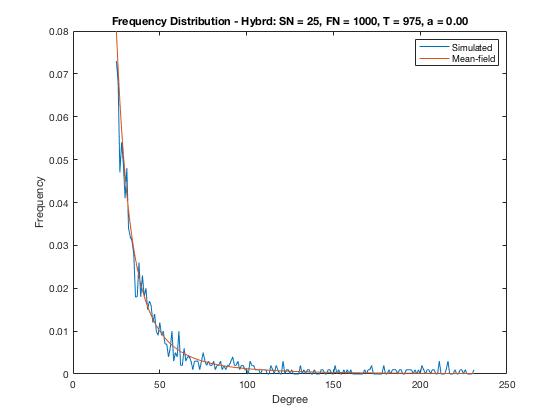 Frequency Distribution - Hybrd: SN = 25, FN = 1000, T = 975, a = 0.00
Simulated
Mean-field
0.08
0.07
0.06
0.05
0.04
0.03
0.02
0.01
0
Frequency
0 50 100 150 200 250
Degree